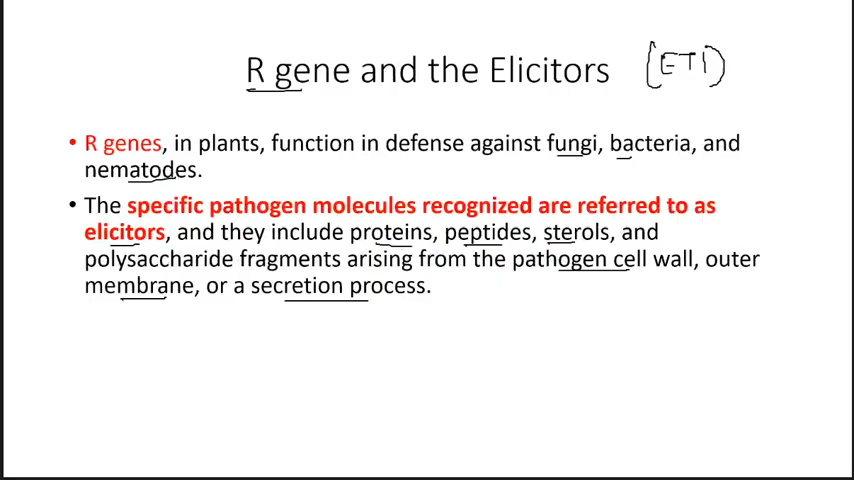 R gene and the Elicitors (ETI)
• R genes, in plants, function in defense against fungi, bacteria, and
nematodes.
• The specific pathogen molecules recognized are referred to as
elicitors, and they include proteins, peptides, sterols, and
polysaccharide fragments arising from the pathogen cell wall, outer
membrane, or a secretion process.